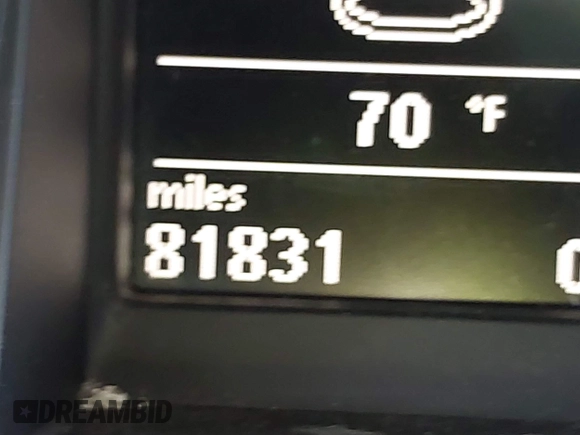 70 °F
miles
81831
DREAMBID